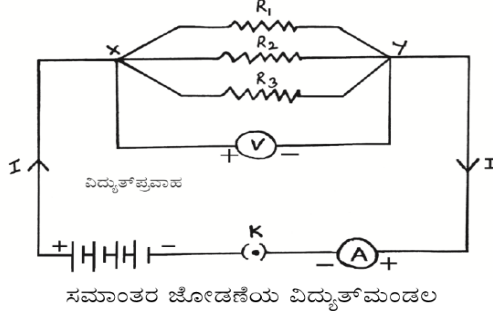 R1
R2
X Y
R3
+ V −
I I
ವಿದ್ಯುತ್‌ಪ್ರವಾಹ
K
+ − − A +
ಸಮಾಂತರ ಜೋಡಣೆಯ ವಿದ್ಯುತ್‌ಮಂಡಲ